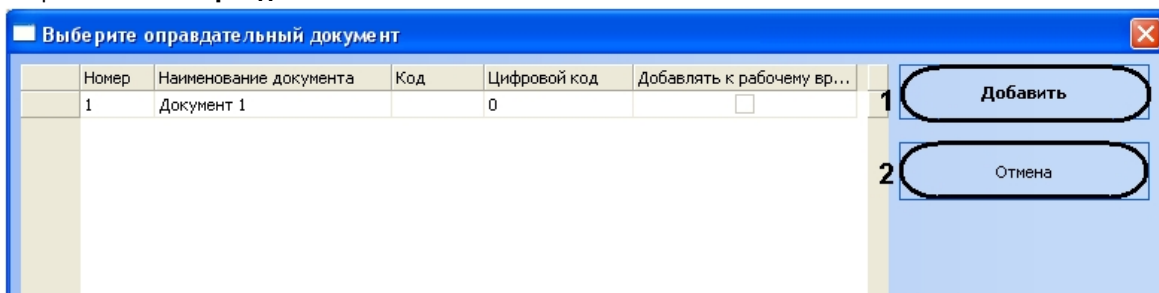 Выберите оправдательный документ
Номер Наименование документа Код Цифровой код Добавлять к рабочему вр...
1 Документ 1 0
1 Добавить
2 Отмена